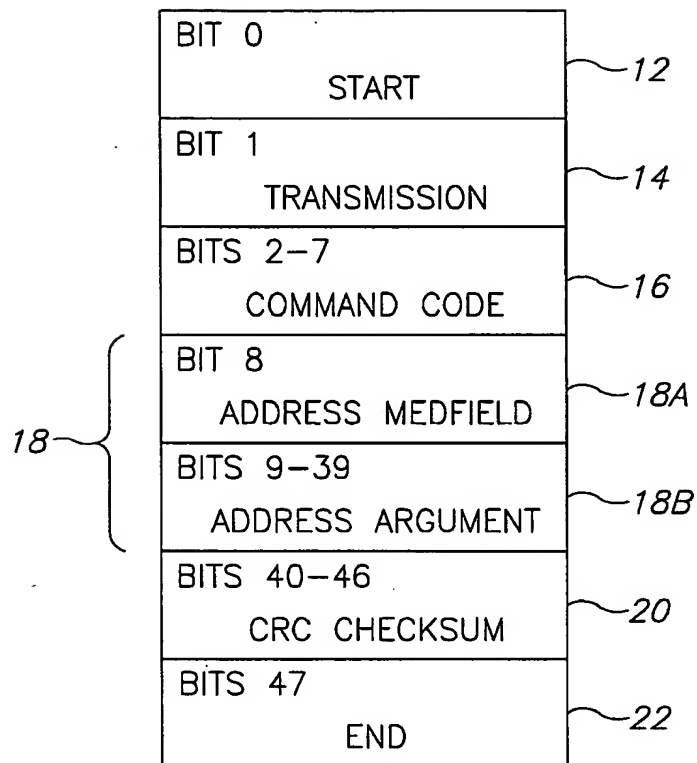 BIT 0
START
12
BIT 1
TRANSMISSION
14
BITS 2-7
COMMAND CODE
16
BIT 8
ADDRESS MEDFIELD
18A
18
BITS 9-39
ADDRESS ARGUMENT
18B
BITS 40-46
CRC CHECKSUM
20
BITS 47
END
22